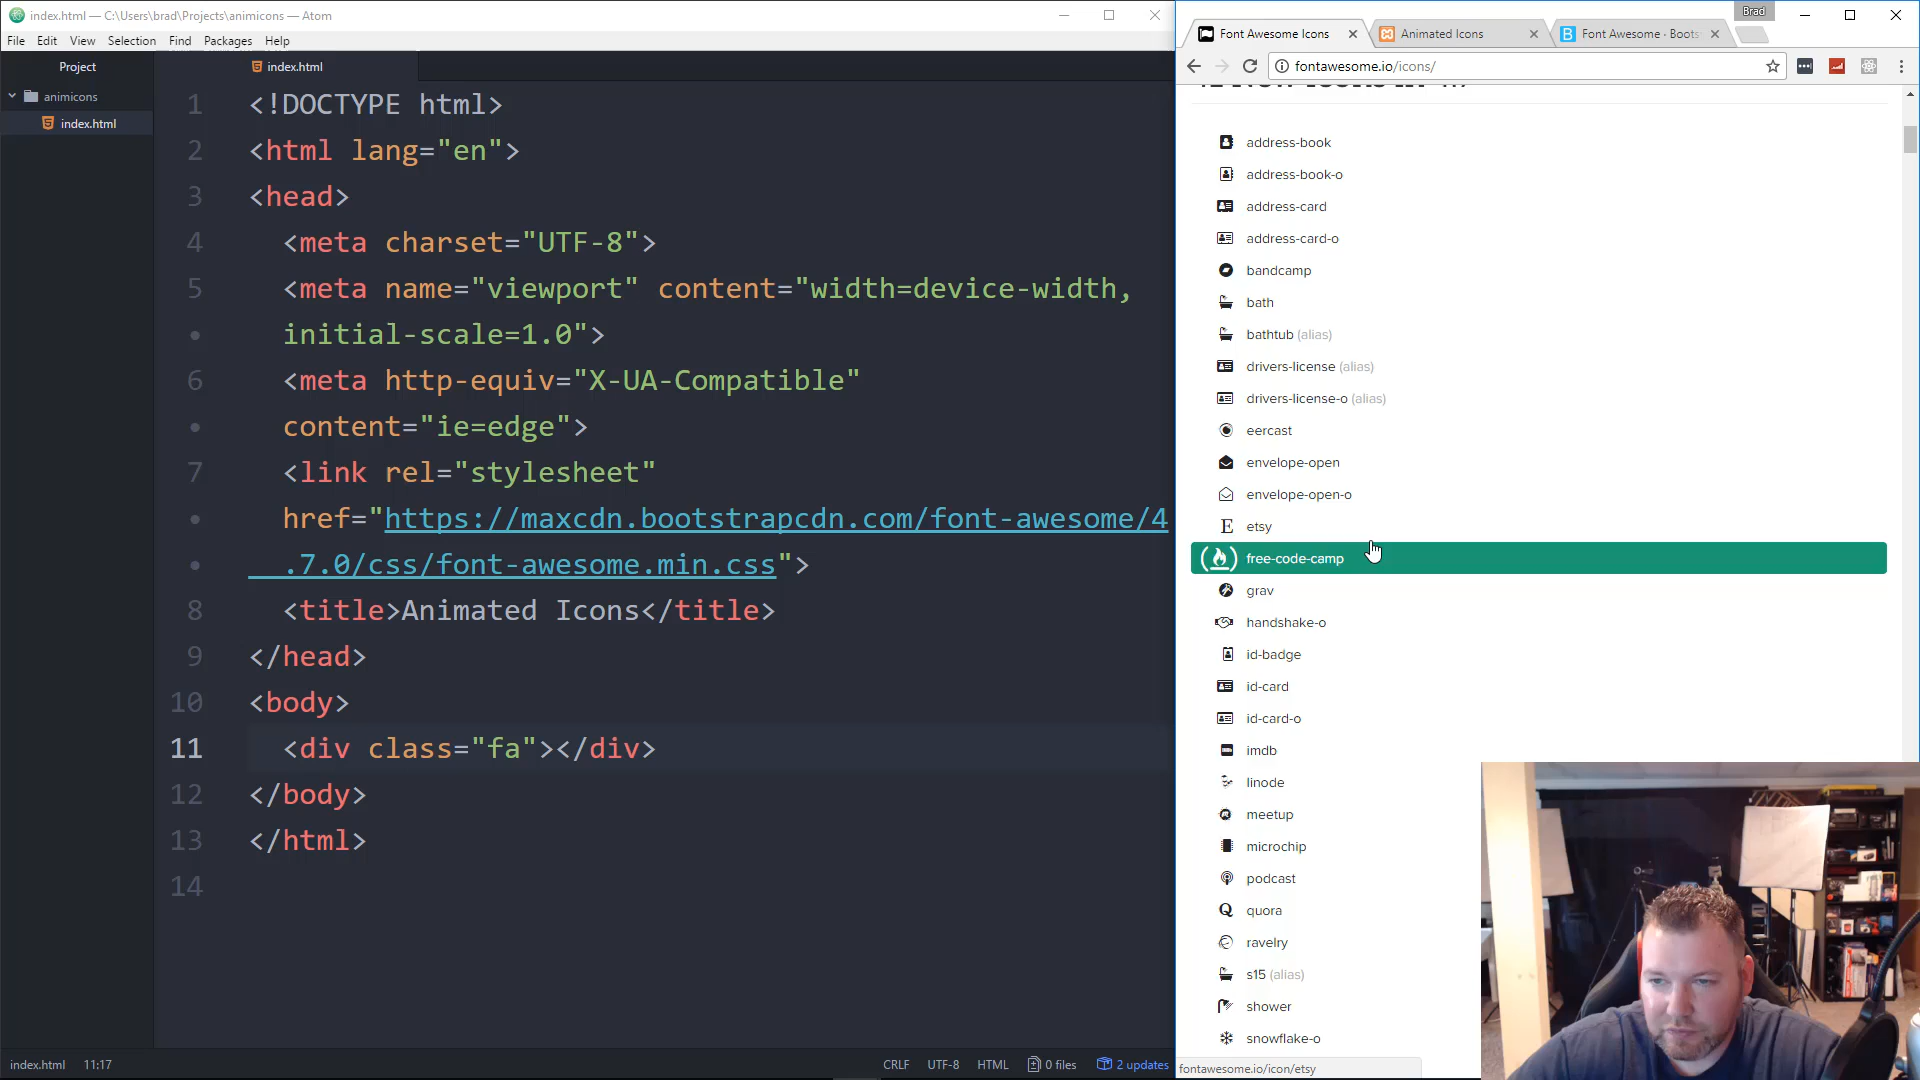 index.html — C:\Users\brad\Projects\animicons — Atom
File Edit View Selection Find Packages Help
Project
animicons
index.html
index.html
1 <!DOCTYPE html>
2 <html lang="en">
3 <head>
4 <meta charset="UTF-8">
5 <meta name="viewport" content="width=device-width,
initial-scale=1.0">
6 <meta http-equiv="X-UA-Compatible"
content="ie=edge">
7 <link rel="stylesheet"
href="https://maxcdn.bootstrapcdn.com/font-awesome/4
.7.0/css/font-awesome.min.css">
8 <title>Animated Icons</title>
9 </head>
10 <body>
11 <div class="fa"></div>
12 </body>
13 </html>
14
index.html 11:17 CRLF UTF-8 HTML 0 files 2 updates
Brad
Font Awesome Icons Animated Icons Font Awesome · Boots
fontawesome.io/icons/
address-book
address-book-o
address-card
address-card-o
bandcamp
bath
bathtub (alias)
drivers-license (alias)
drivers-license-o (alias)
eercast
envelope-open
envelope-open-o
etsy
free-code-camp
grav
handshake-o
id-badge
id-card
id-card-o
imdb
linode
meetup
microchip
podcast
quora
ravelry
s15 (alias)
shower
snowflake-o
fontawesome.io/icon/etsy